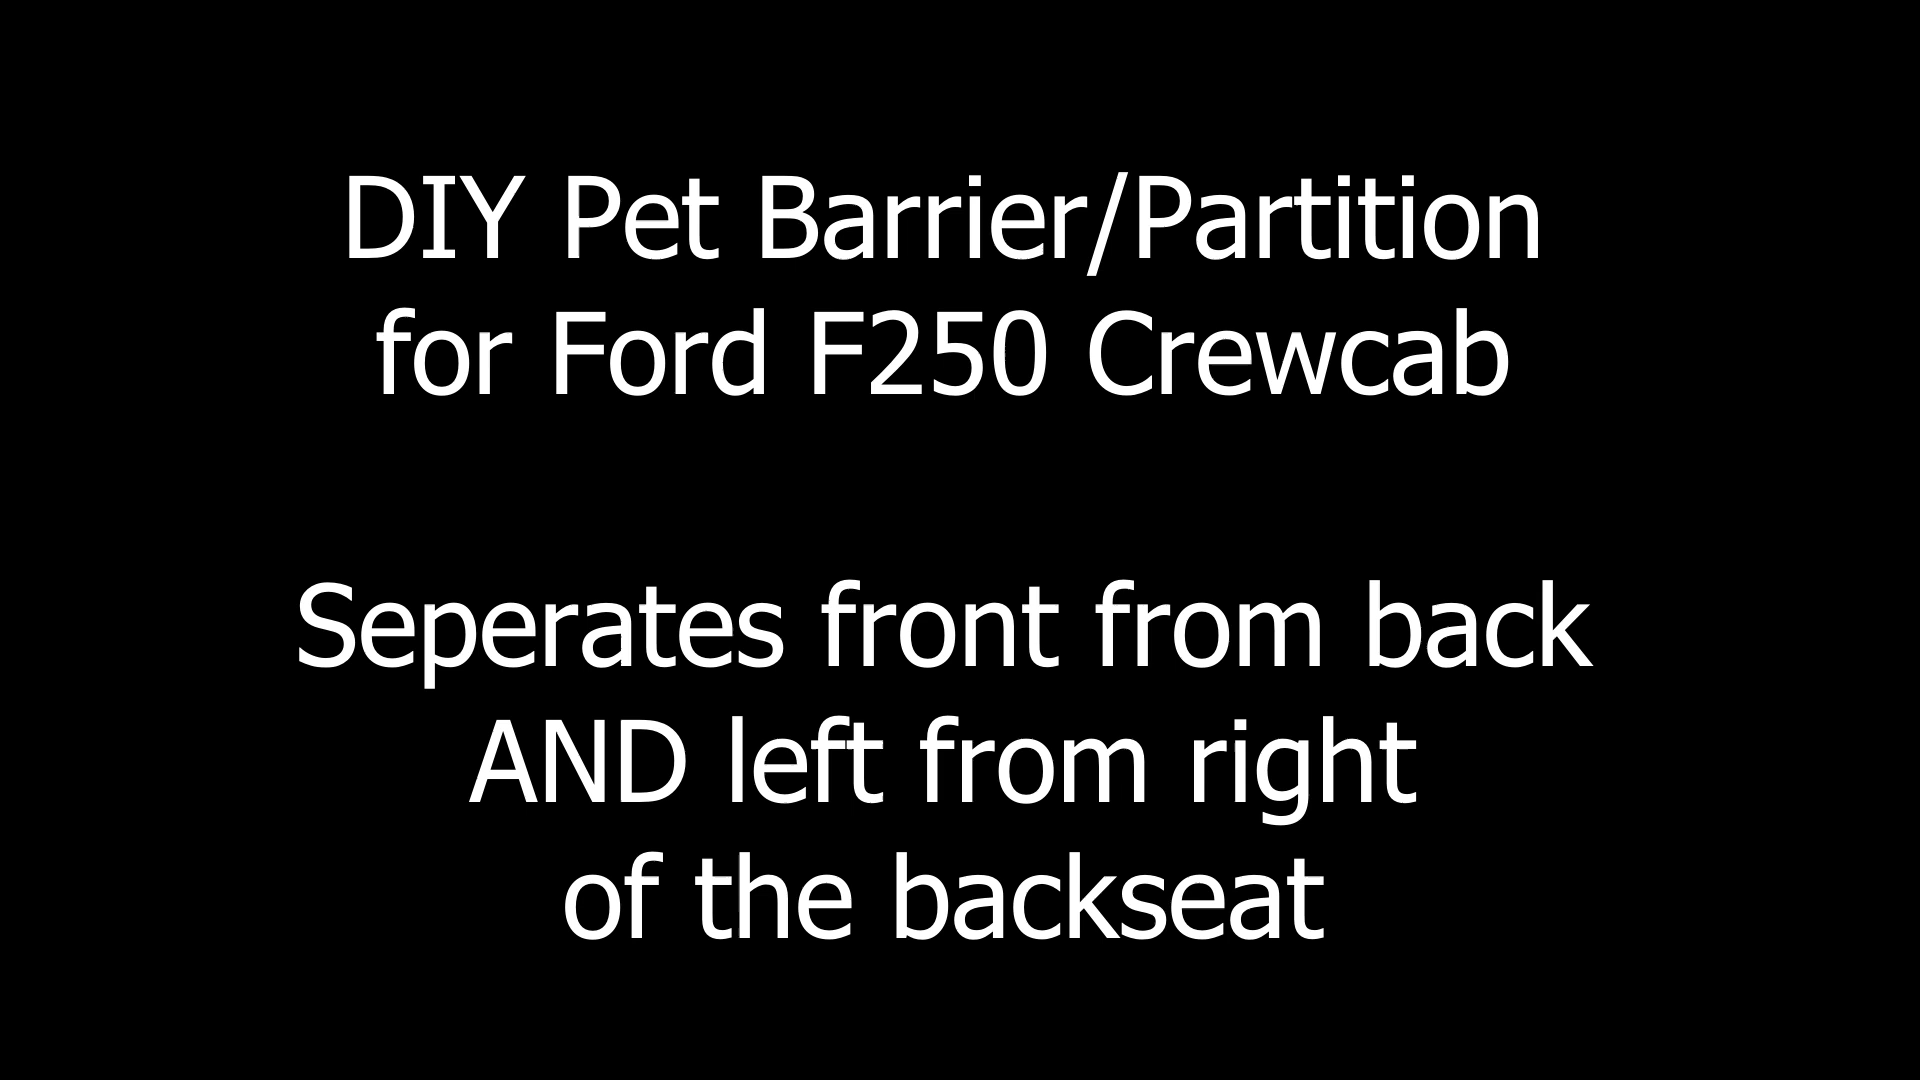 DIY Pet Barrier/Partition
for Ford F250 Crewcab
Seperates front from back
AND left from right
of the backseat